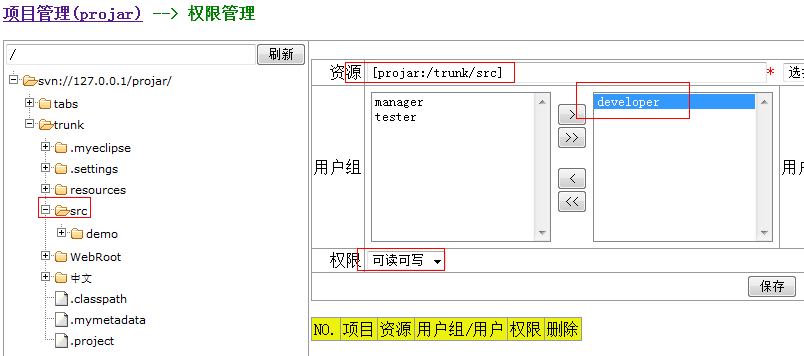 项目管理(projar) --> 权限管理
/ 刷新
svn://127.0.0.1/projar/
tabs
trunk
.myeclipse
.settings
resources
src
demo
WebRoot
中文
.classpath
.mymetadata
.project
资源 [projar:/trunk/src] *
用户组
manager
tester
>
>>
<
<<
developer
权限 可读可写
保存
NO. 项目 资源 用户组/用户 权限 删除